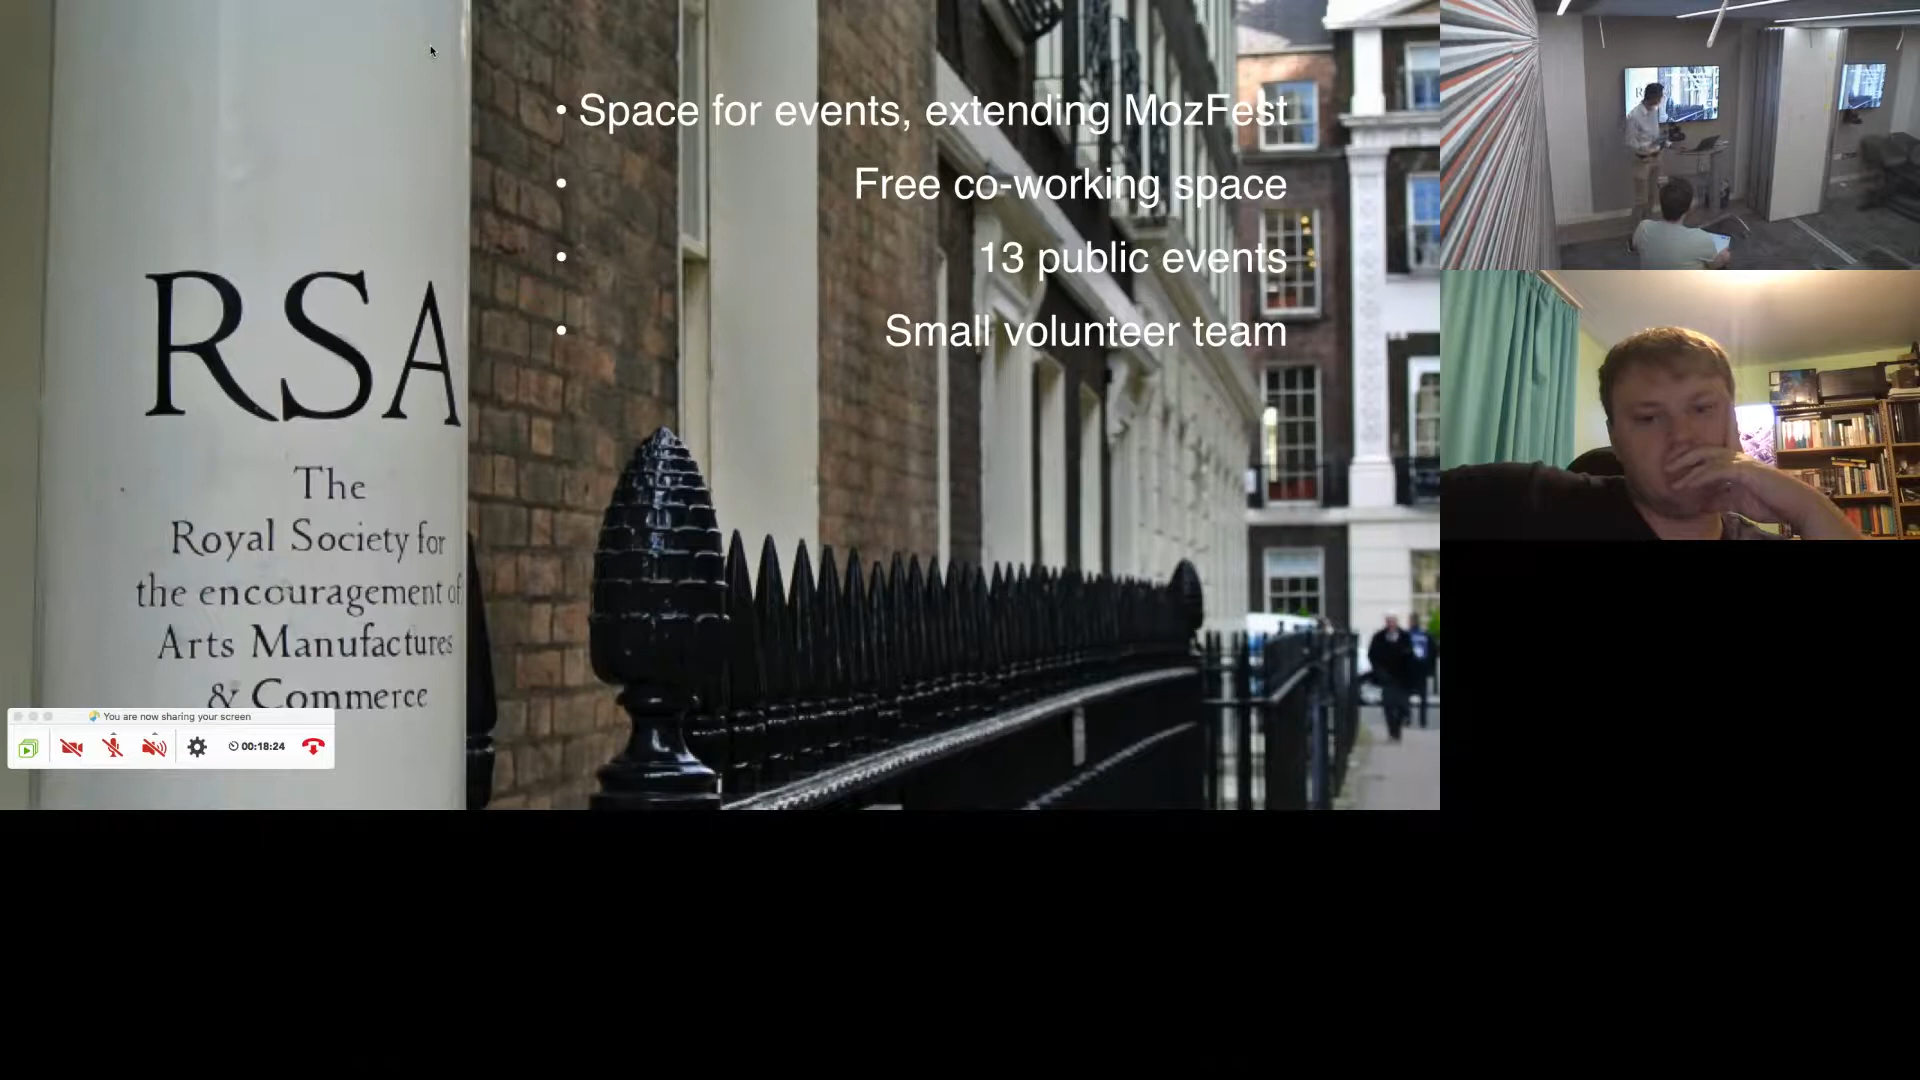 • Space for events, extending MozFest
• Free co-working space
• 13 public events
• Small volunteer team
RSA
The
Royal Society for
the encouragement of
Arts Manufactures
& Commerce
You are now sharing your screen
00:18:24